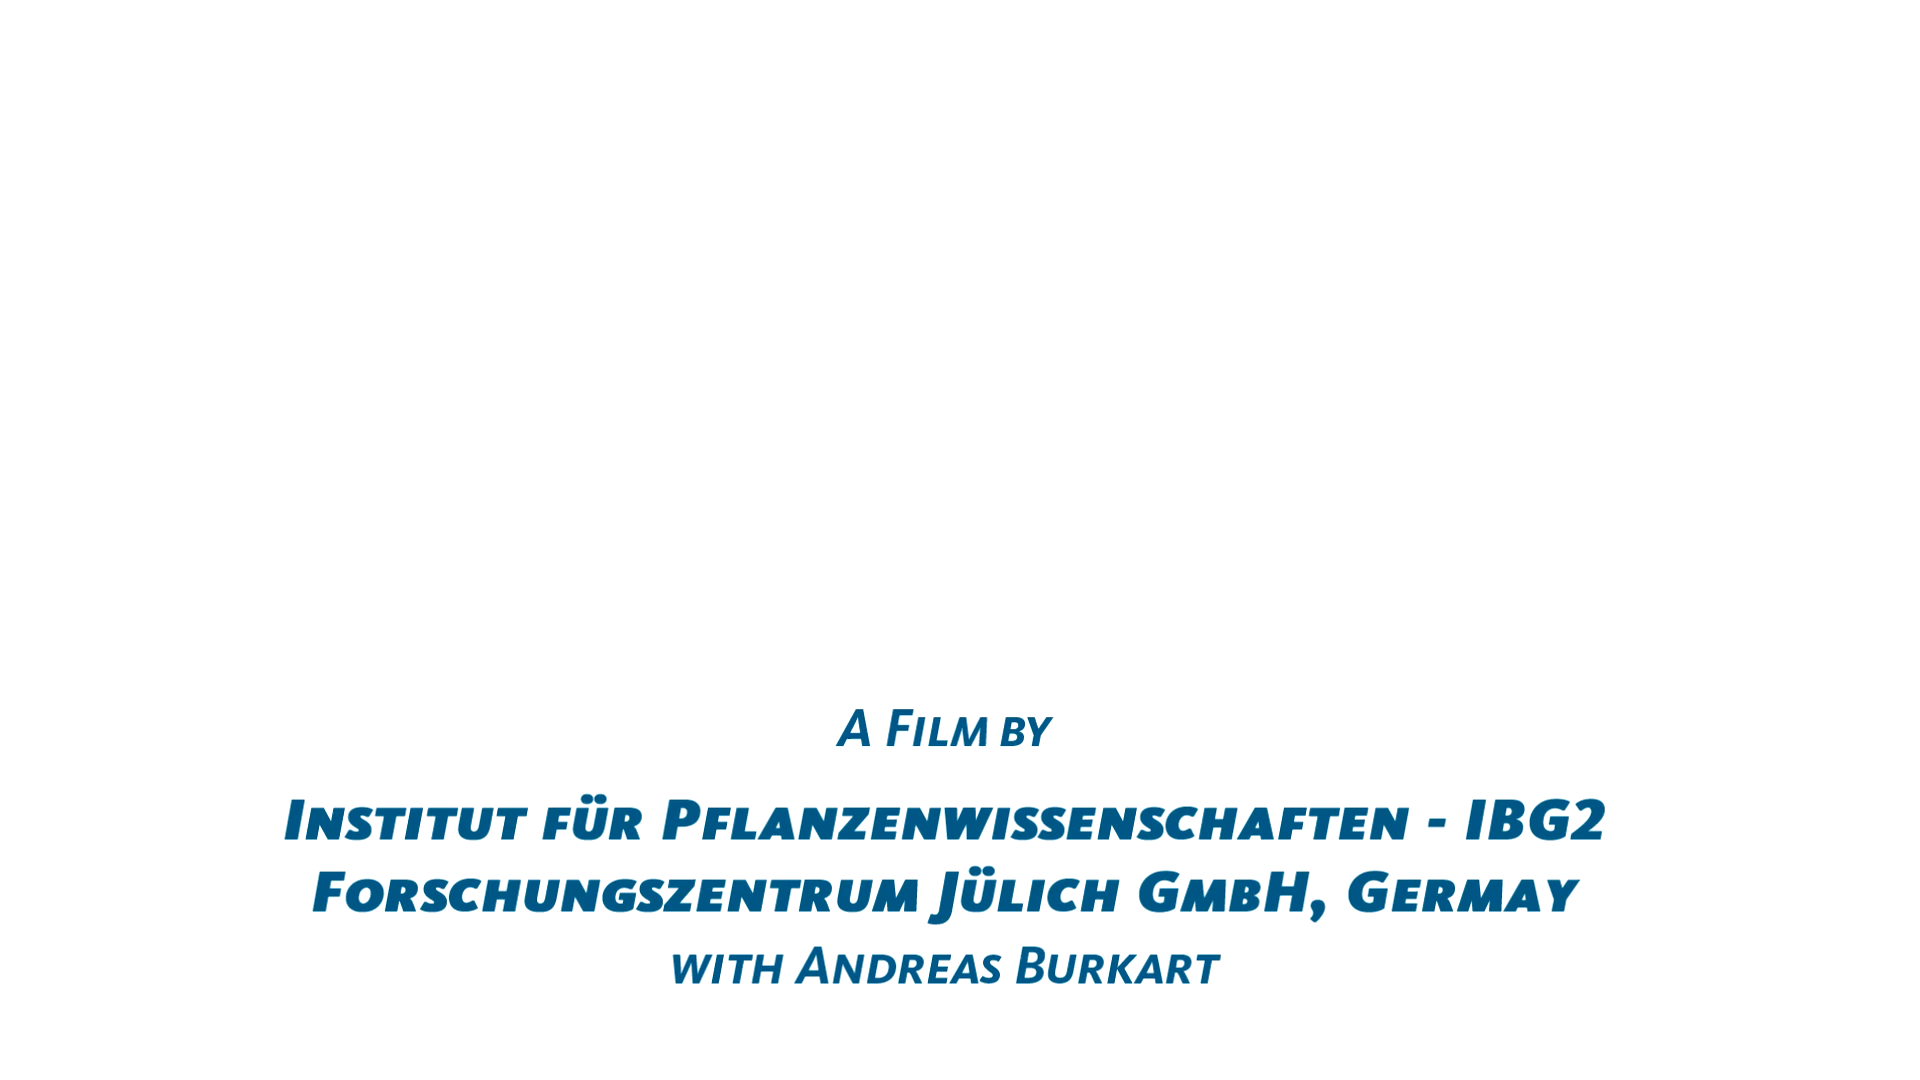 A Film by
Institut für Pflanzenwissenschaften - IBG2
Forschungszentrum Jülich GmbH, Germay
with Andreas Burkart